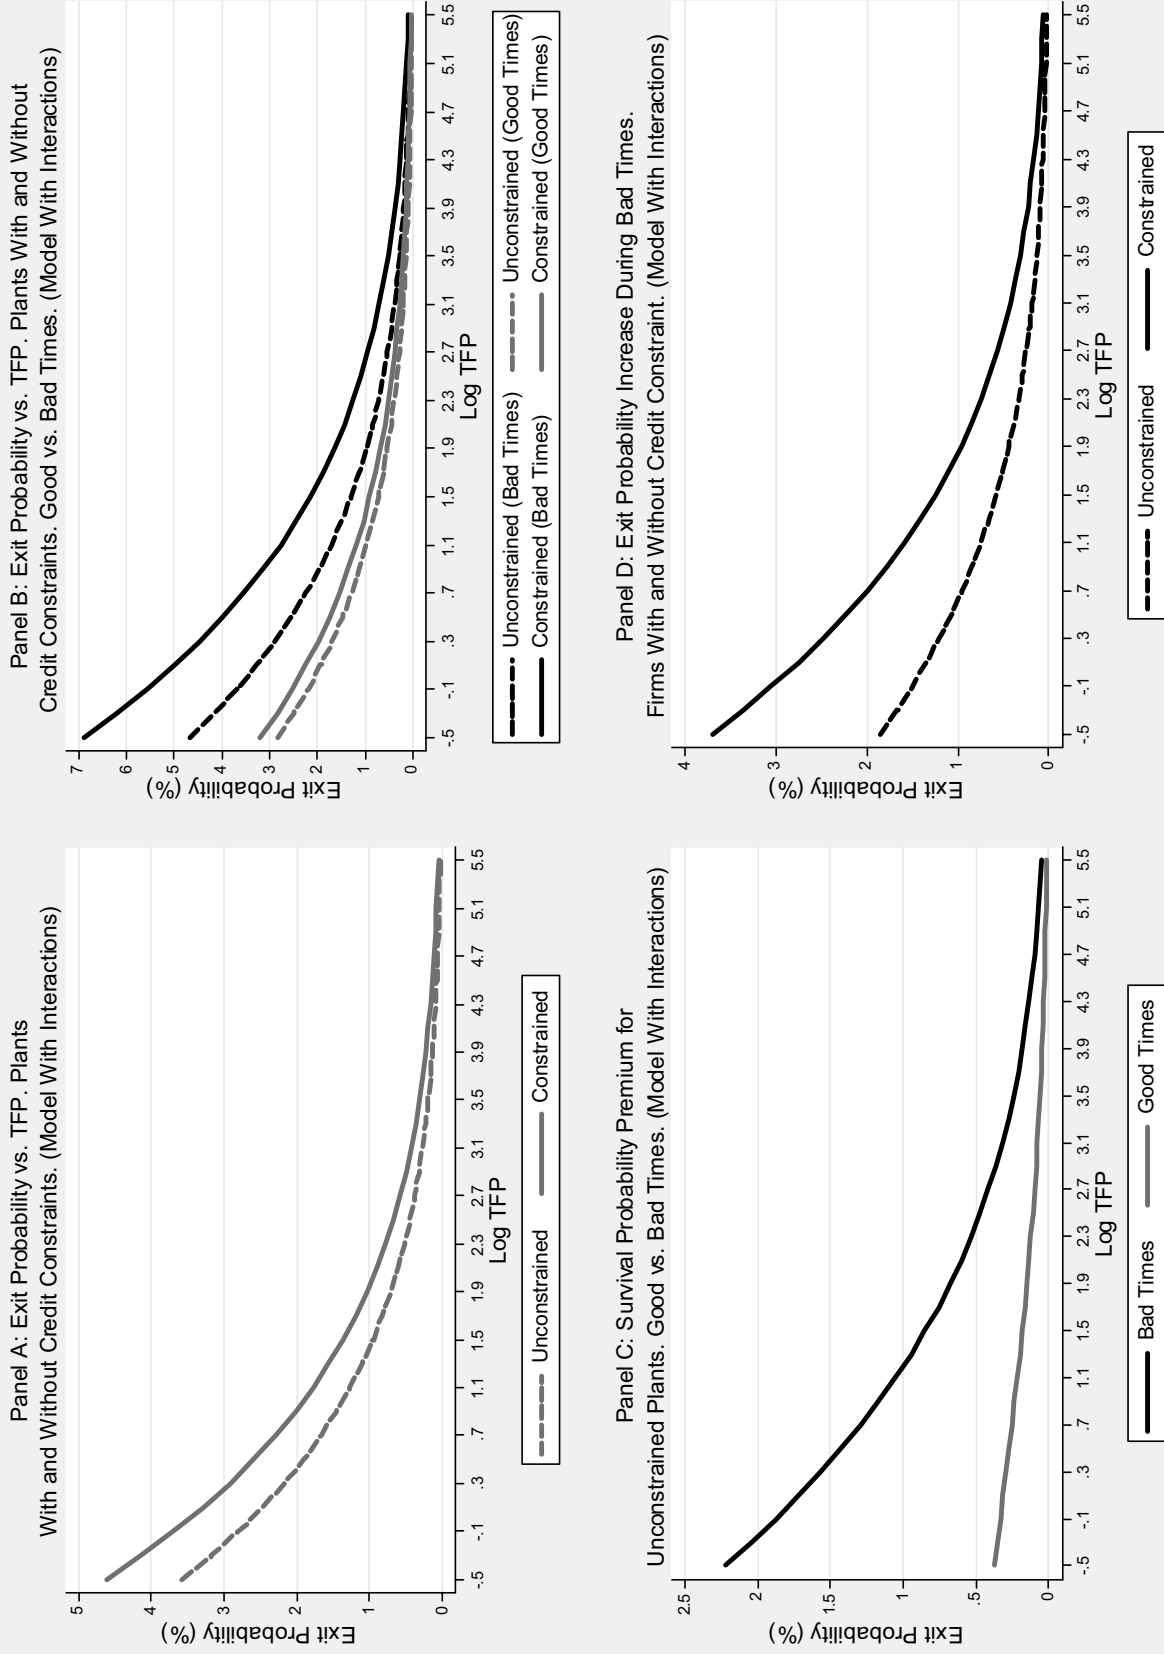 Panel A: Exit Probability vs. TFP. Plants
With and Without Credit Constraints. (Model With Interactions)
Exit Probability (%)
5
4
3
2
1
0
-.5 -.1 .3 .7 1.1 1.5 1.9 2.3 2.7 3.1 3.5 3.9 4.3 4.7 5.1 5.5
Log TFP
Unconstrained Constrained
Panel B: Exit Probability vs. TFP. Plants With and Without
Credit Constraints. Good vs. Bad Times. (Model With Interactions)
Exit Probability (%)
7
6
5
4
3
2
1
0
-.5 -.1 .3 .7 1.1 1.5 1.9 2.3 2.7 3.1 3.5 3.9 4.3 4.7 5.1 5.5
Log TFP
Unconstrained (Bad Times) Unconstrained (Good Times)
Constrained (Bad Times) Constrained (Good Times)
Panel C: Survival Probability Premium for
Unconstrained Plants. Good vs. Bad Times. (Model With Interactions)
Exit Probability (%)
2.5
2
1.5
1
.5
0
-.5 -.1 .3 .7 1.1 1.5 1.9 2.3 2.7 3.1 3.5 3.9 4.3 4.7 5.1 5.5
Log TFP
Bad Times Good Times
Panel D: Exit Probability Increase During Bad Times.
Firms With and Without Credit Constraint. (Model With Interactions)
Exit Probability (%)
4
3
2
1
0
-.5 -.1 .3 .7 1.1 1.5 1.9 2.3 2.7 3.1 3.5 3.9 4.3 4.7 5.1 5.5
Log TFP
Unconstrained Constrained